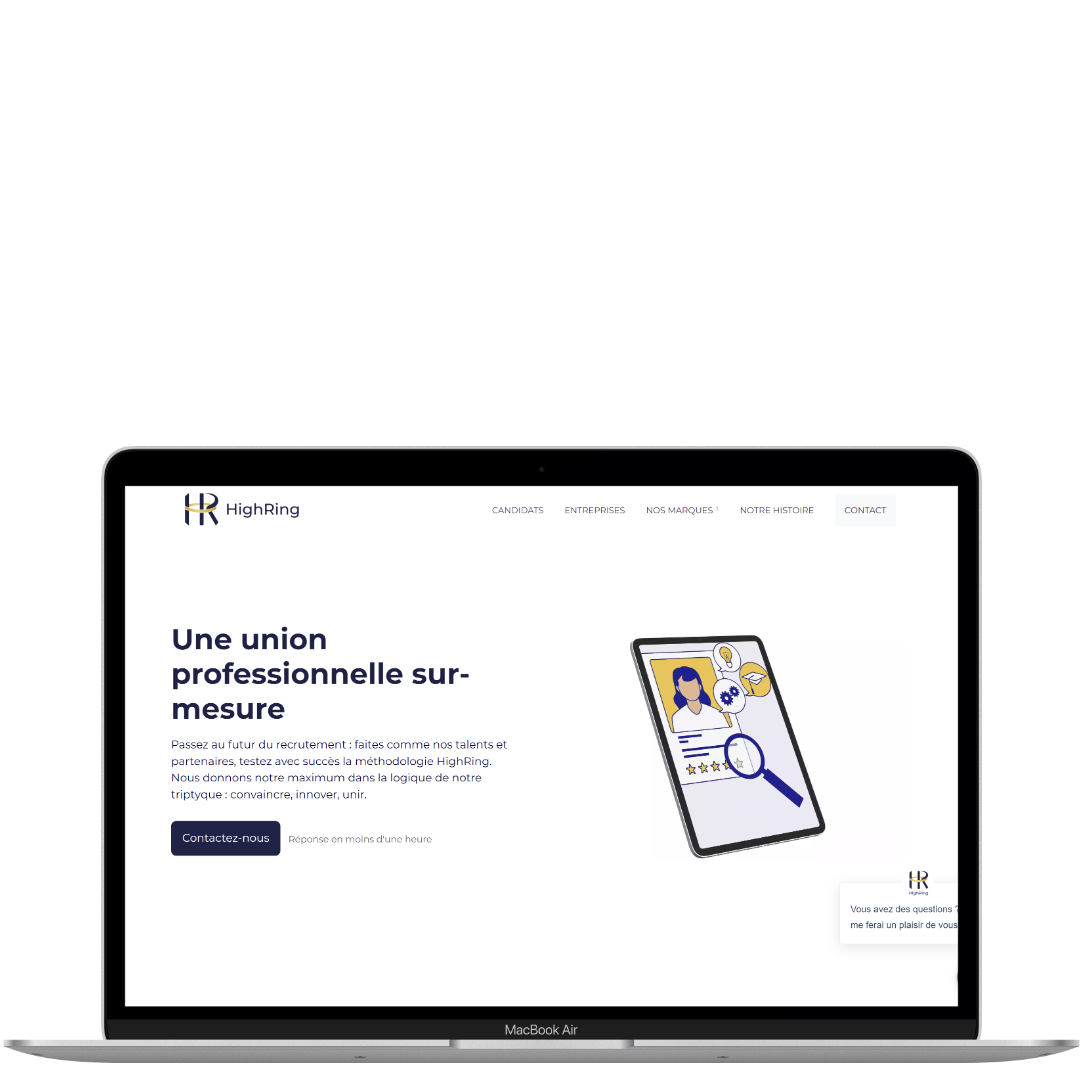 HR HighRing
CANDIDATS ENTREPRISES NOS MARQUES ³ NOTRE HISTOIRE CONTACT
Une union
professionnelle sur-
mesure
Passez au futur du recrutement : faites comme nos talents et
partenaires, testez avec succès la méthodologie HighRing.
Nous donnons notre maximum dans la logique de notre
triptyque : convaincre, innover, unir.
Contactez-nous Réponse en moins d'une heure
HR
HighRing
Vous avez des questions ?
me ferai un plaisir de vous
MacBook Air